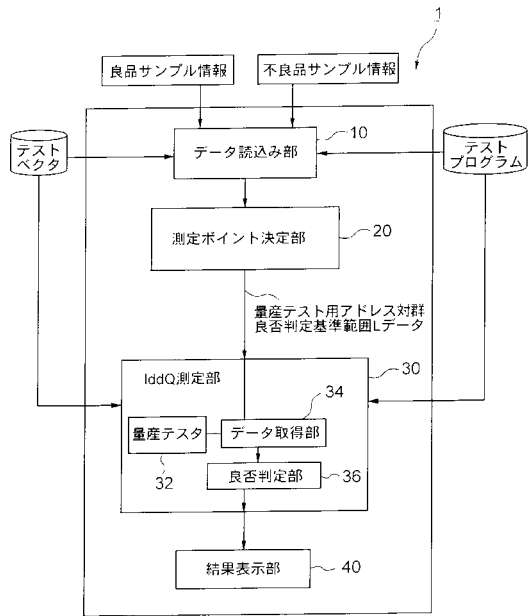 1
良品サンプル情報
不良品サンプル情報
テスト
ベクタ
データ読込み部
10
テスト
プログラム
測定ポイント決定部
20
量産テスト用アドレス対群
良否判定基準範囲Lデータ
IddQ測定部
30
34
量産テスタ
データ取得部
32
良否判定部
36
結果表示部
40